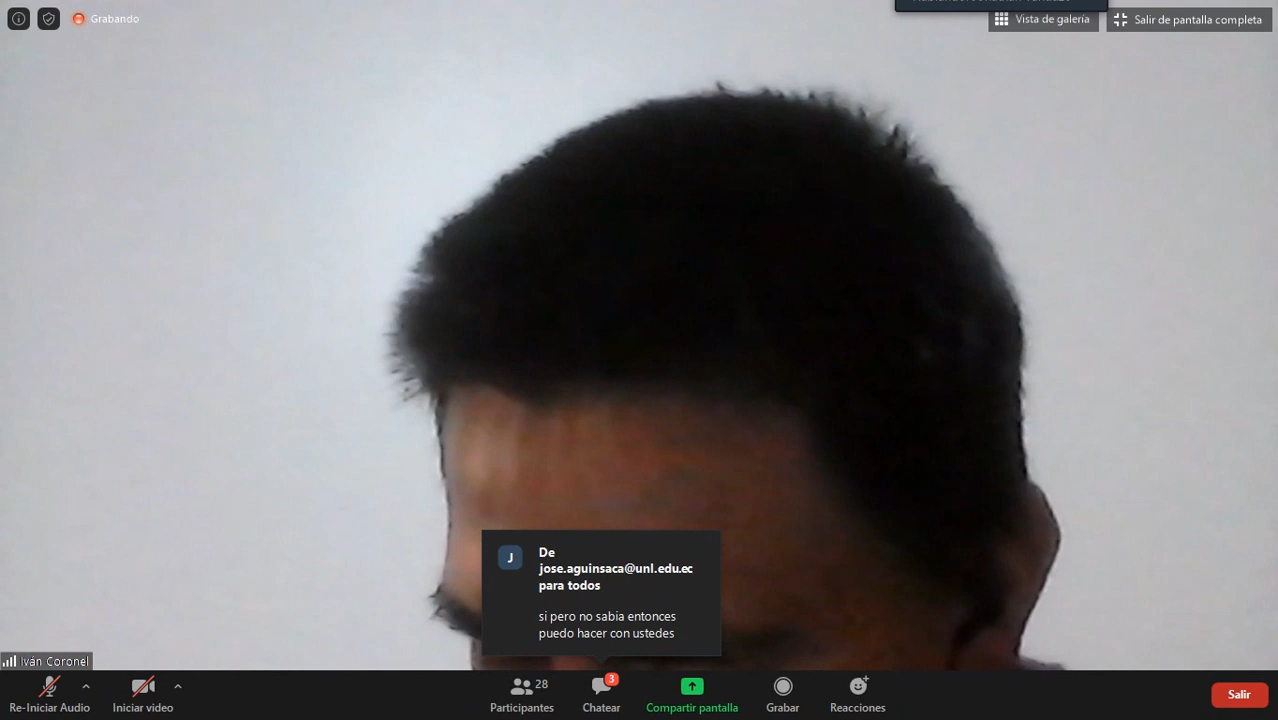 Grabando
Vista de galería
Salir de pantalla completa
J
De
jose.aguinsaca@unl.edu.ec
para todos
si pero no sabia entonces
puedo hacer con ustedes
Iván Coronel
28
3
Re-Iniciar Audio
Iniciar video
Participantes
Chatear
Compartir pantalla
Grabar
Reacciones
Salir